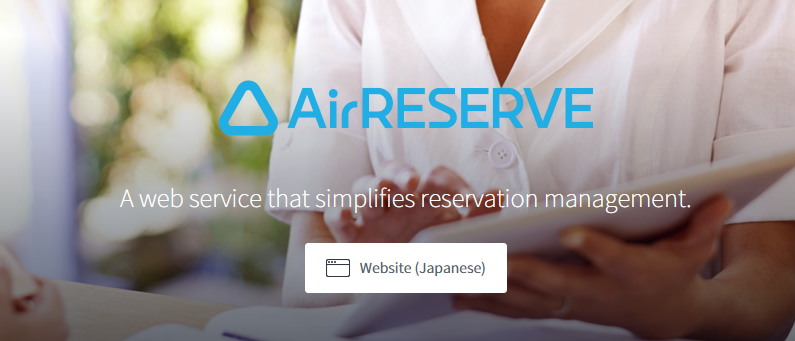 AirRESERVE
A web service that simplifies reservation management.
Website (Japanese)